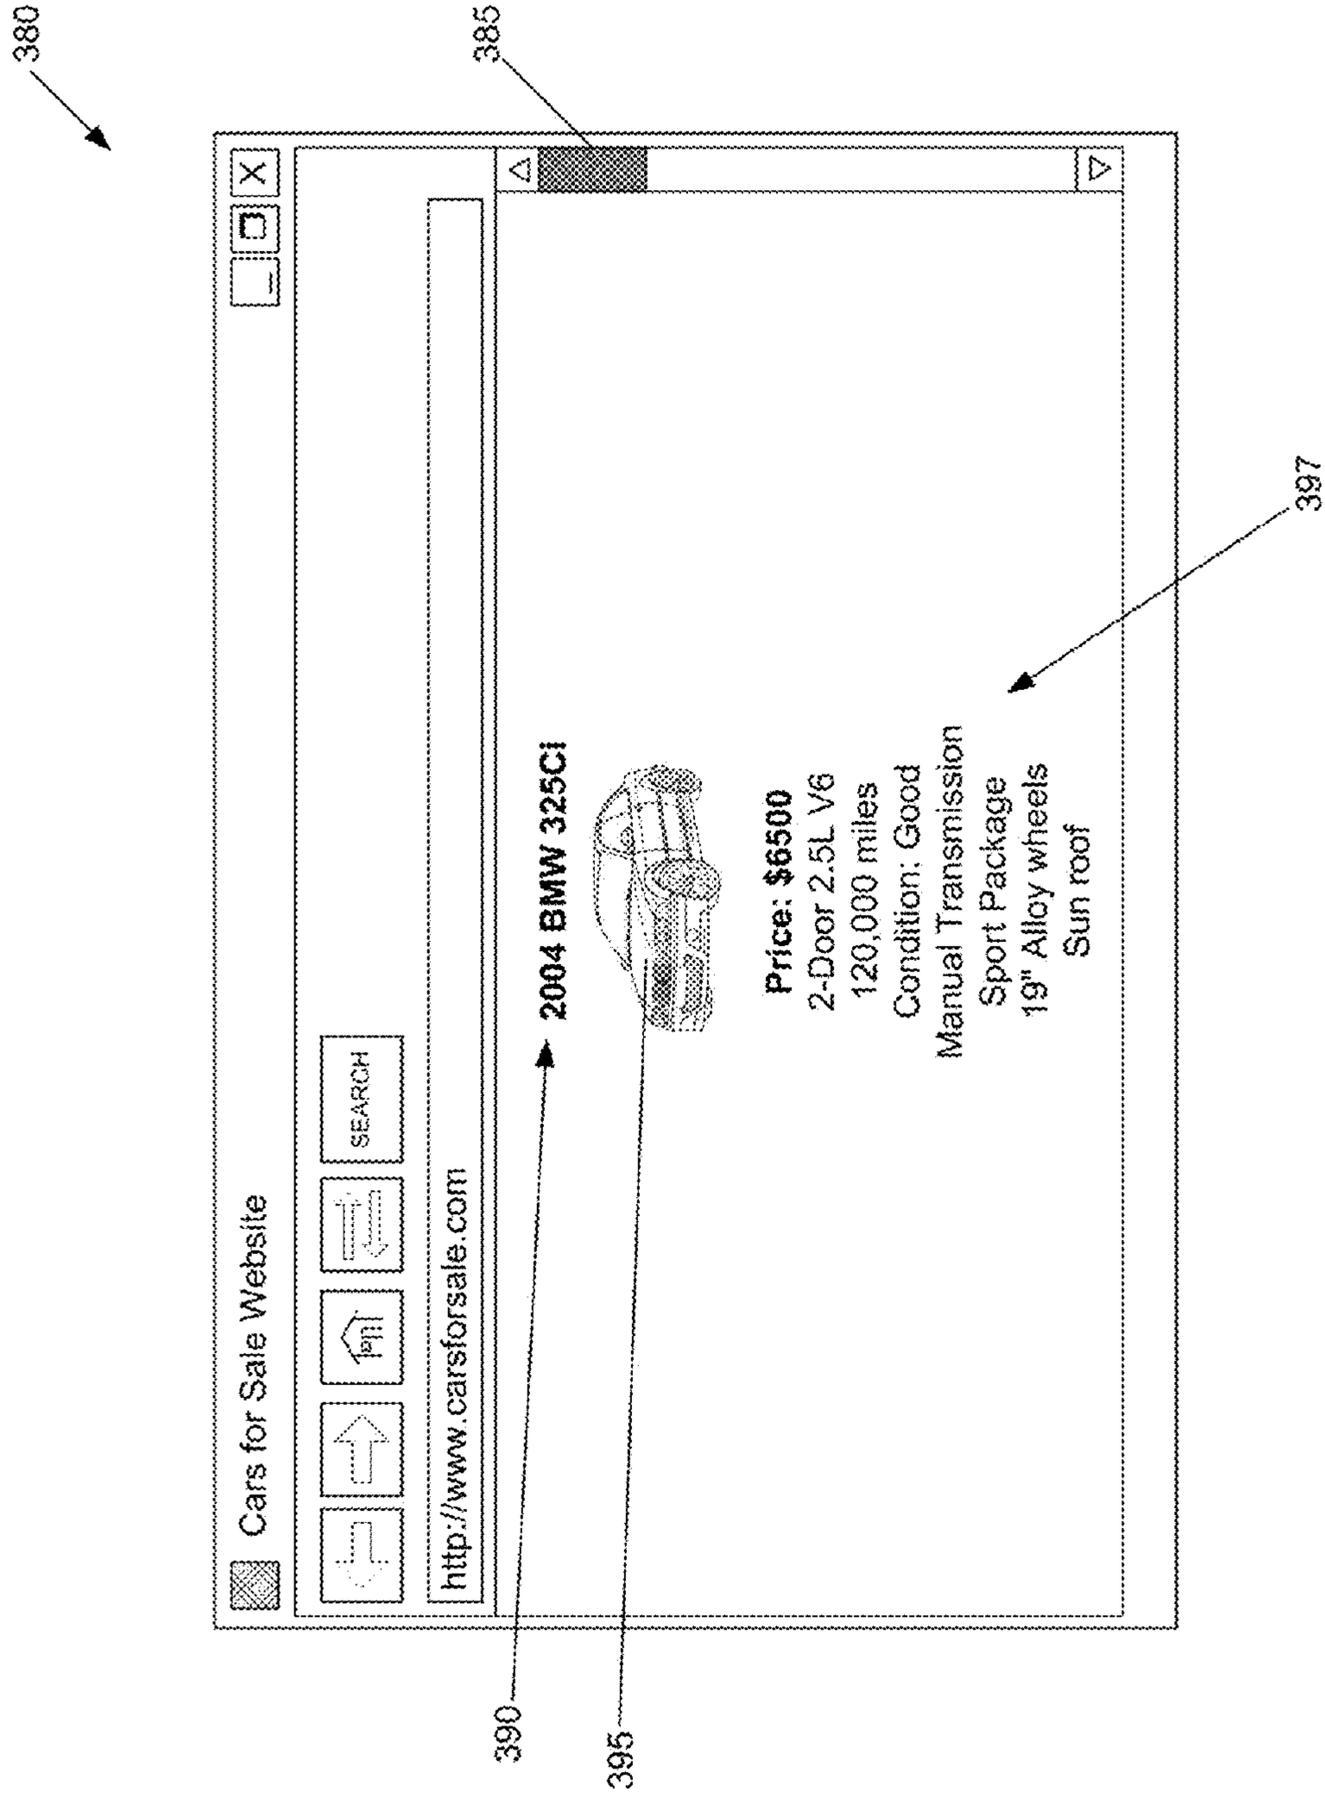 380
385
Cars for Sale Website
X
SEARCH
http://www.carsforsale.com
390
2004 BMW 325Ci
395
Price: $6500
2-Door 2.5L V6
120,000 miles
Condition: Good
Manual Transmission
Sport Package
19" Alloy wheels
Sun roof
397